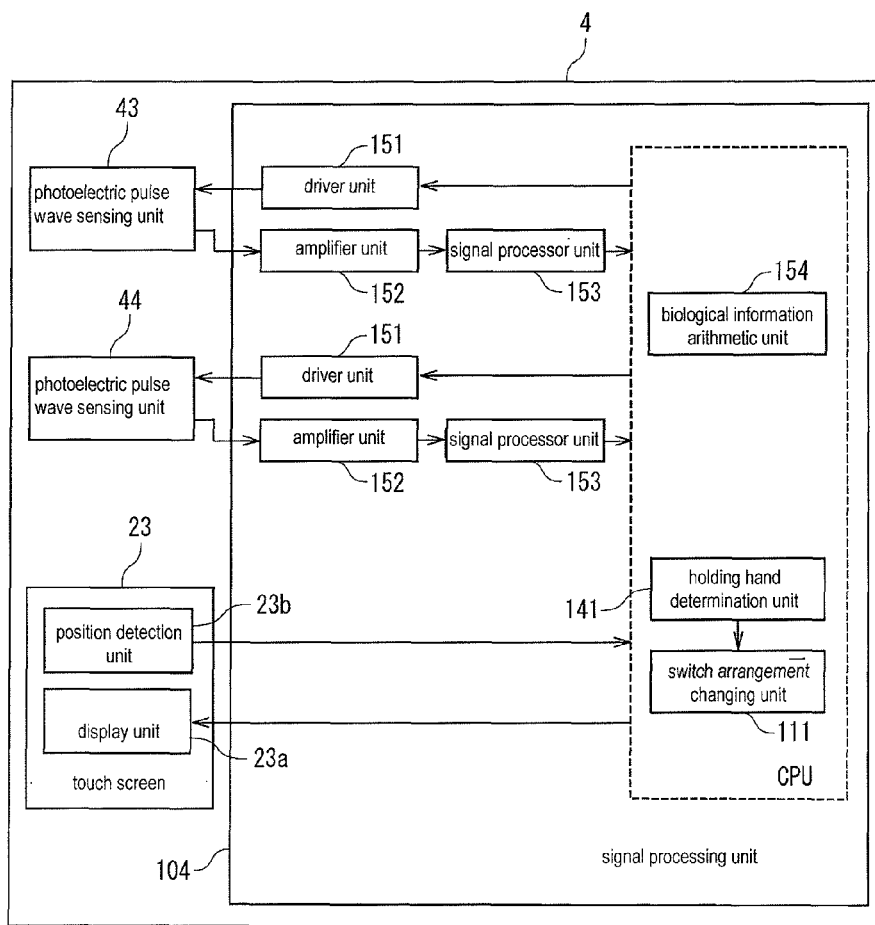 4
43
photoelectric pulse
wave sensing unit
151
driver unit
amplifier unit
152
signal processor unit
153
154
biological information
arithmetic unit
44
photoelectric pulse
wave sensing unit
151
driver unit
amplifier unit
152
signal processor unit
153
23
23b
position detection
unit
display unit
23a
touch screen
141
holding hand
determination unit
switch arrangement
changing unit
111
CPU
104
signal processing unit